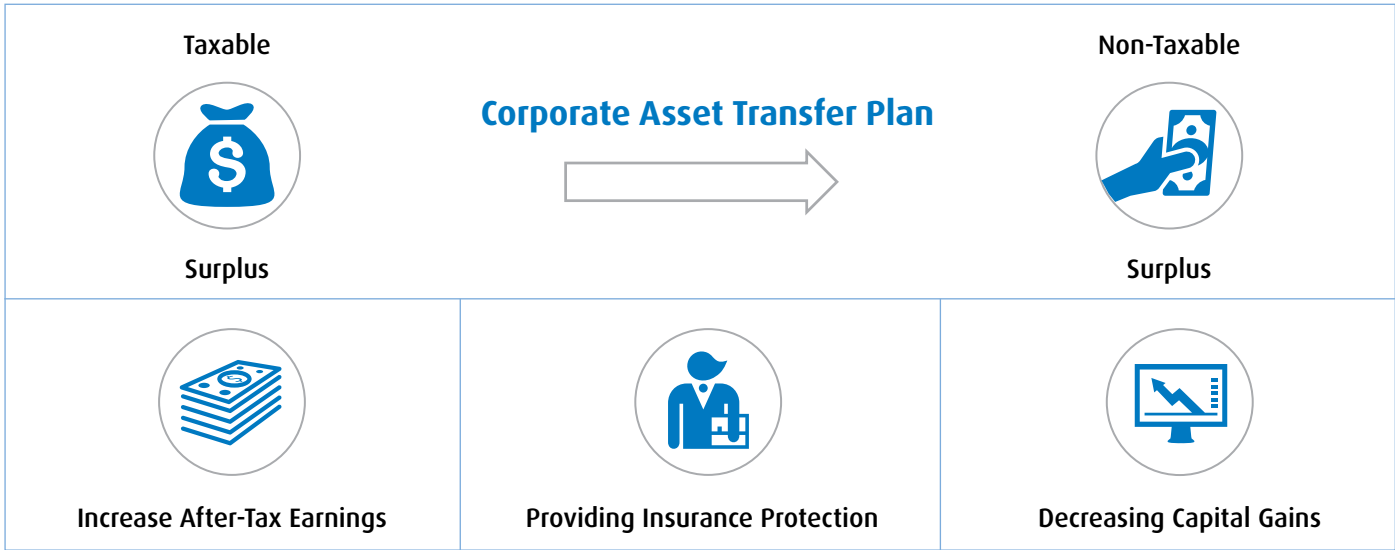 Taxable
Non-Taxable
Corporate Asset Transfer Plan
$
Surplus
Surplus
$
Increase After-Tax Earnings
Providing Insurance Protection
Decreasing Capital Gains